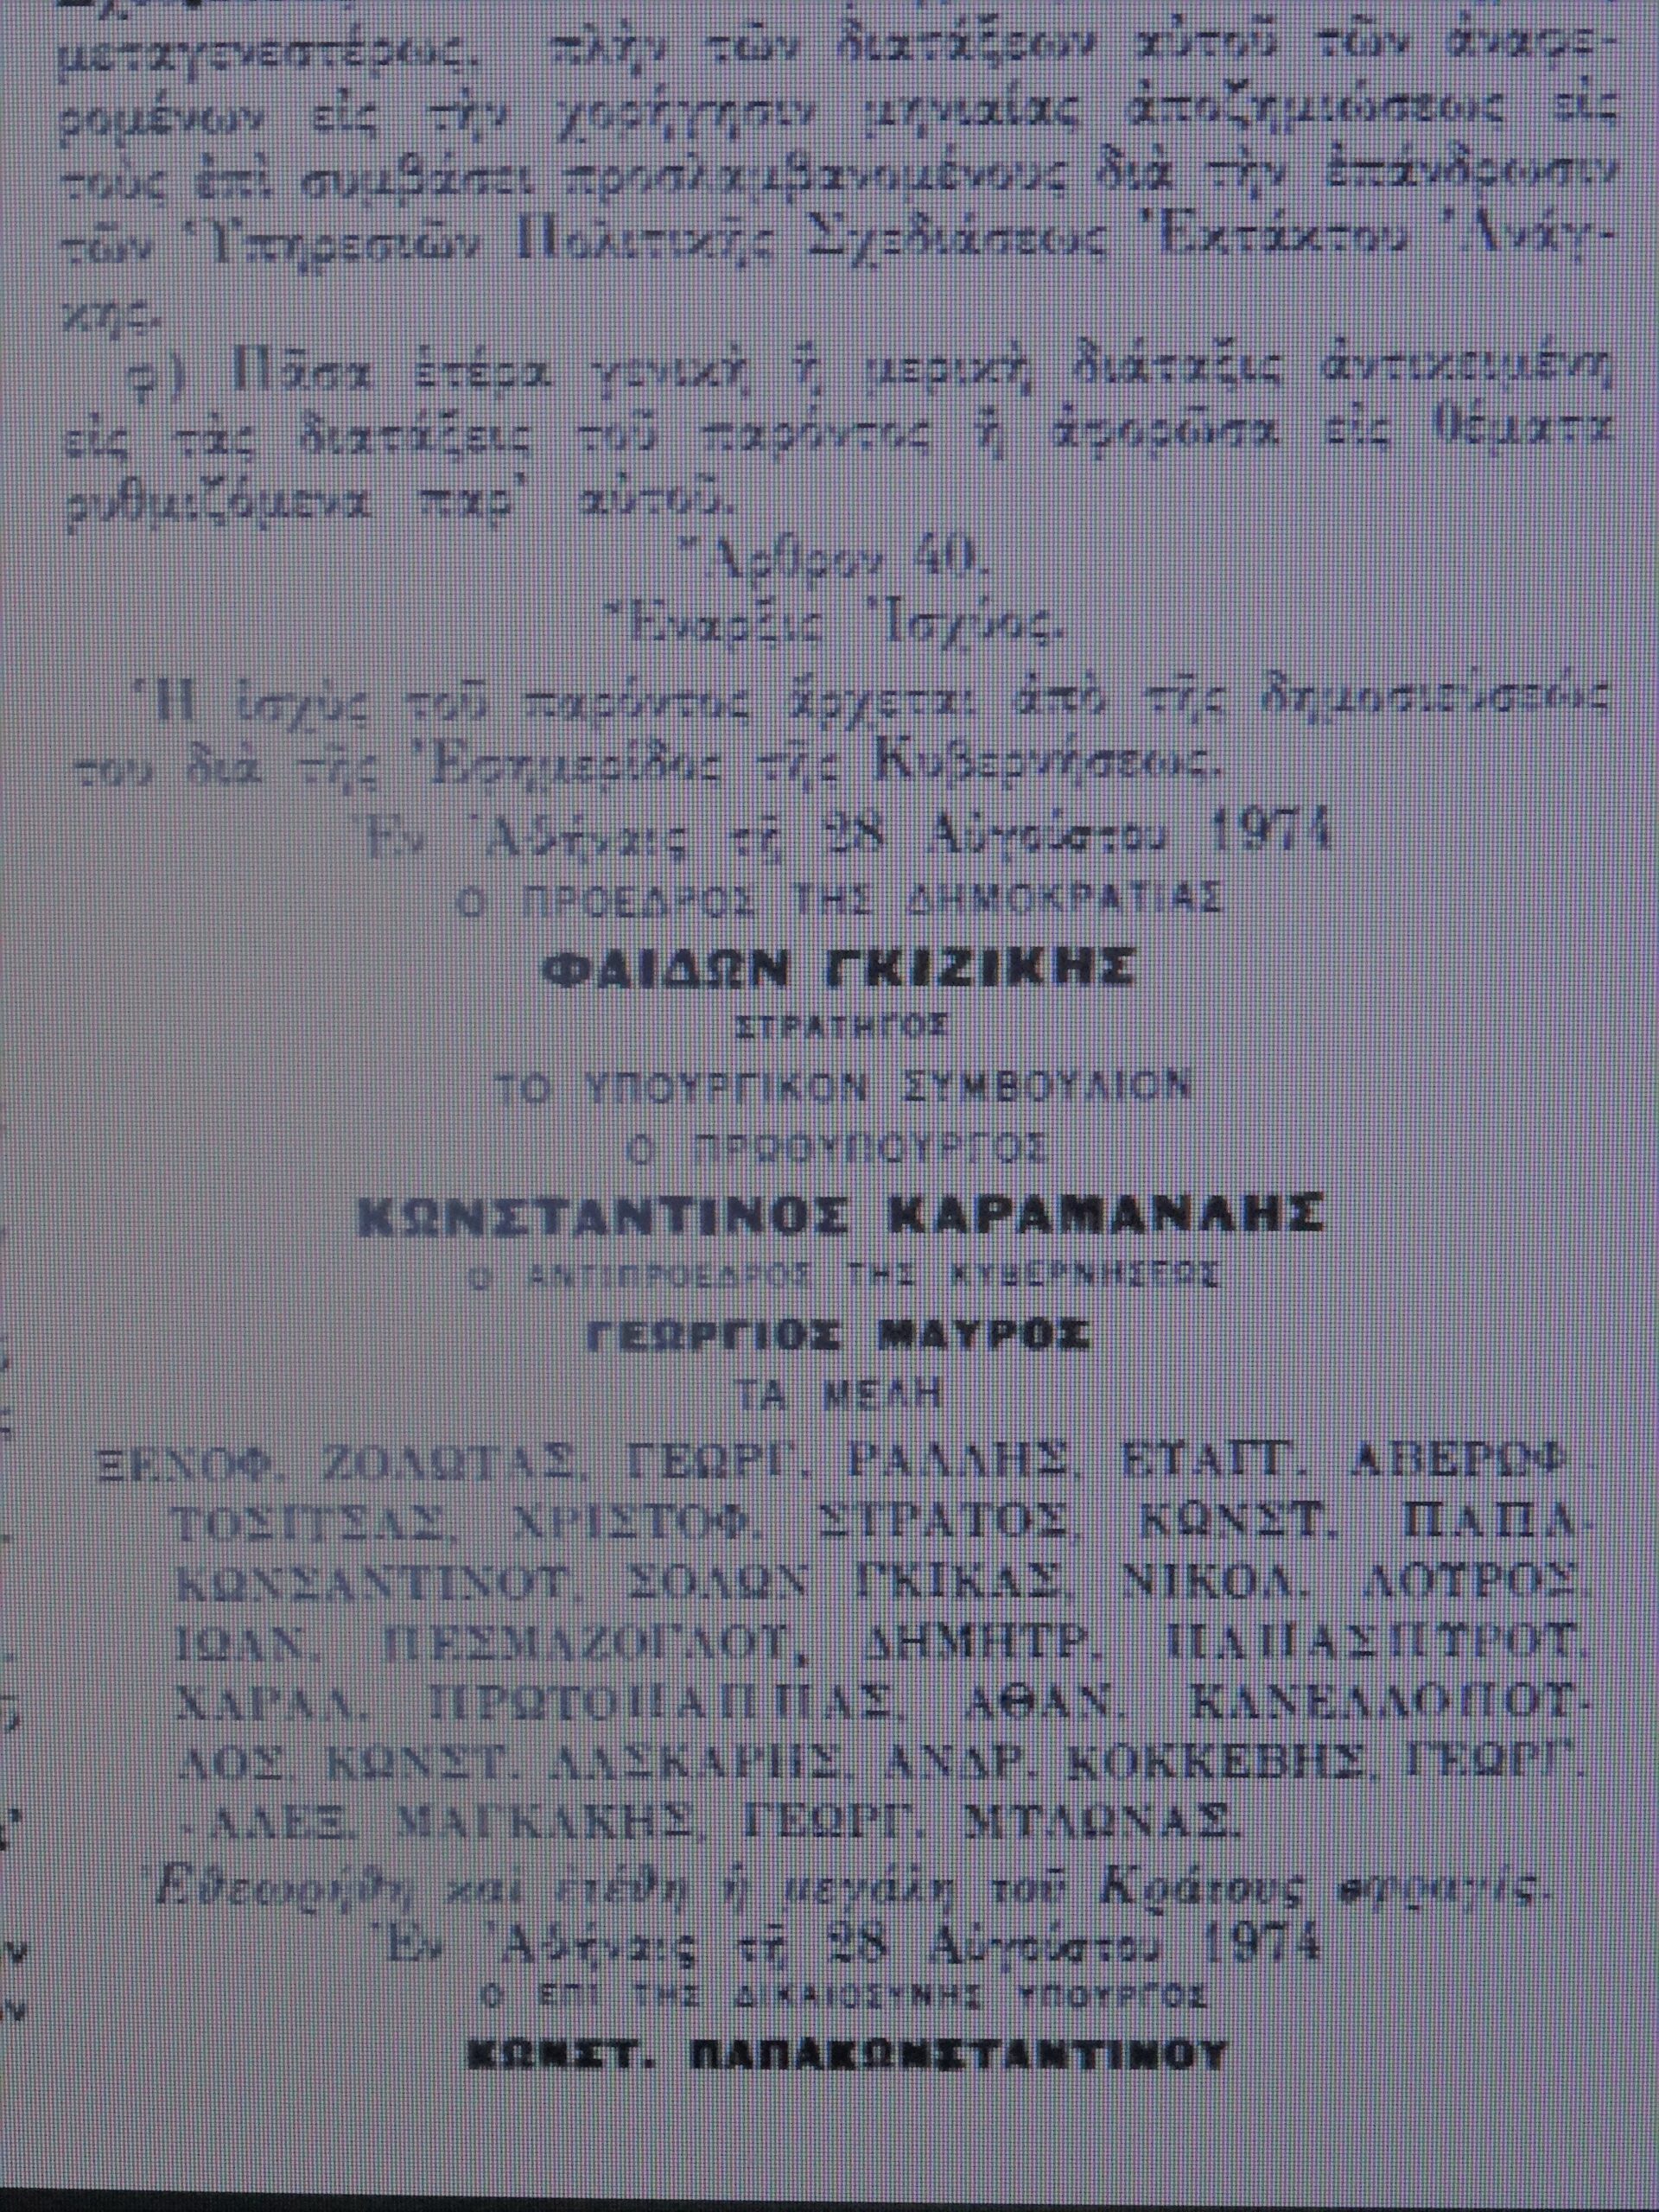 μεταγενεστέρως, πλὴν τῶν διατάξεων αὐτοῦ τῶν ἀναφε-
ρομένων εἰς τὴν χορήγησιν μηνιαίας ἀποζημιώσεως εἰς
τοὺς ἐπὶ συμβάσει προσλαμβανομένους διὰ τὴν ἐπάνδρωσιν
τῶν Ὑπηρεσιῶν Πολιτικῆς Σχεδιάσεως Ἐκτάκτου Ἀνάγ-
κης.
φ) Πᾶσα ἑτέρα γενικὴ ἢ μερικὴ διάταξις ἀντικειμένη
εἰς τὰς διατάξεις τοῦ παρόντος ἢ ἀφορῶσα εἰς θέματα
ρυθμιζόμενα παρ' αὐτοῦ.
Ἄρθρον 40.
Ἔναρξις Ἰσχύος.
Ἡ ἰσχὺς τοῦ παρόντος ἄρχεται ἀπὸ τῆς δημοσιεύσεώς
του διὰ τῆς Ἐφημερίδος τῆς Κυβερνήσεως.
Ἐν Ἀθήναις τῇ 28 Αὐγούστου 1974
Ο ΠΡΟΕΔΡΟΣ ΤΗΣ ΔΗΜΟΚΡΑΤΙΑΣ
ΦΑΙΔΩΝ ΓΚΙΖΙΚΗΣ
ΣΤΡΑΤΗΓΟΣ
ΤΟ ΥΠΟΥΡΓΙΚΟΝ ΣΥΜΒΟΥΛΙΟΝ
Ο ΠΡΩΘΥΠΟΥΡΓΟΣ
ΚΩΝΣΤΑΝΤΙΝΟΣ ΚΑΡΑΜΑΝΛΗΣ
Ο ΑΝΤΙΠΡΟΕΔΡΟΣ ΤΗΣ ΚΥΒΕΡΝΗΣΕΩΣ
ΓΕΩΡΓΙΟΣ ΜΑΥΡΟΣ
ΤΑ ΜΕΛΗ
ΞΕΝΟΦ. ΖΟΛΩΤΑΣ, ΓΕΩΡΓ. ΡΑΛΛΗΣ, ΕΥΑΓΓ. ΑΒΕΡΩΦ -
ΤΟΣΙΤΣΑΣ, ΧΡΙΣΤΟΦ. ΣΤΡΑΤΟΣ, ΚΩΝΣΤ. ΠΑΠΑ-
ΚΩΝΣΑΝΤΙΝΟΥ, ΣΟΛΩΝ ΓΚΙΚΑΣ, ΝΙΚΟΛ. ΛΟΥΡΟΣ,
ΙΩΑΝ. ΠΕΣΜΑΖΟΓΛΟΥ, ΔΗΜΗΤΡ. ΠΑΠΑΣΠΥΡΟΥ,
ΧΑΡΑΛ. ΠΡΩΤΟΠΑΠΠΑΣ, ΑΘΑΝ. ΚΑΝΕΛΛΟΠΟΥ-
ΛΟΣ, ΚΩΝΣΤ. ΛΑΣΚΑΡΗΣ, ΑΝΔΡ. ΚΟΚΚΕΒΗΣ, ΓΕΩΡΓ.
-ΑΛΕΞ. ΜΑΓΚΑΚΗΣ, ΓΕΩΡΓ. ΜΥΛΩΝΑΣ.
Ἐθεωρήθη καὶ ἐτέθη ἡ μεγάλη τοῦ Κράτους σφραγίς.
Ἐν Ἀθήναις τῇ 28 Αὐγούστου 1974
Ο ΕΠΙ ΤΗΣ ΔΙΚΑΙΟΣΥΝΗΣ ΥΠΟΥΡΓΟΣ
ΚΩΝΣΤ. ΠΑΠΑΚΩΝΣΤΑΝΤΙΝΟΥ